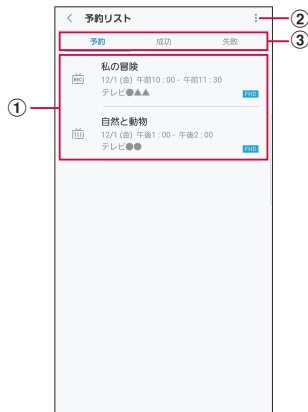 予約リスト
②
予約 成功 失敗
③
①
私の冒険
REC
12/1 (金) 午前10 : 00 - 午前11 : 30
テレビ●▲▲
FHD
自然と動物
12/1 (金) 午後1 : 00 - 午後2 : 00
テレビ●●
FHD